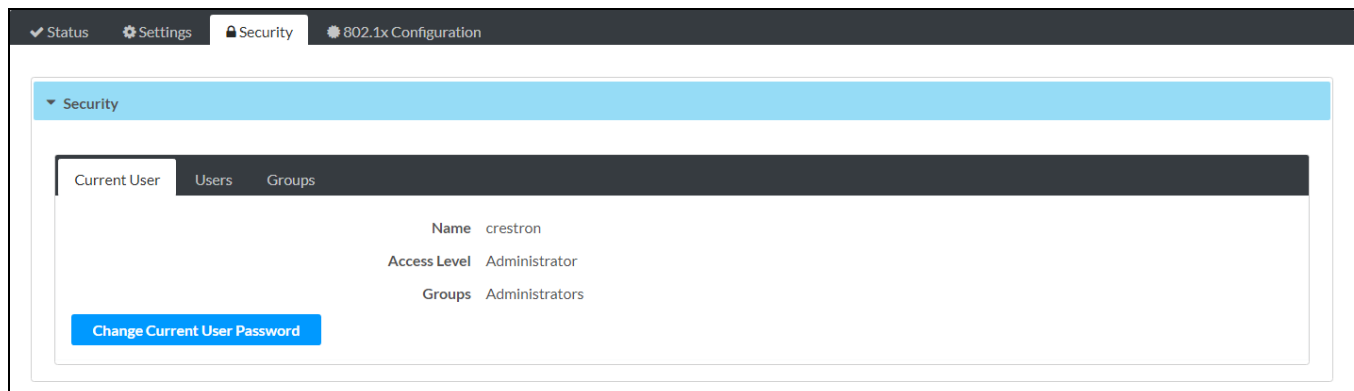 Status Settings Security 802.1x Configuration
Security
Current User Users Groups
Name crestron
Access Level Administrator
Groups Administrators
Change Current User Password